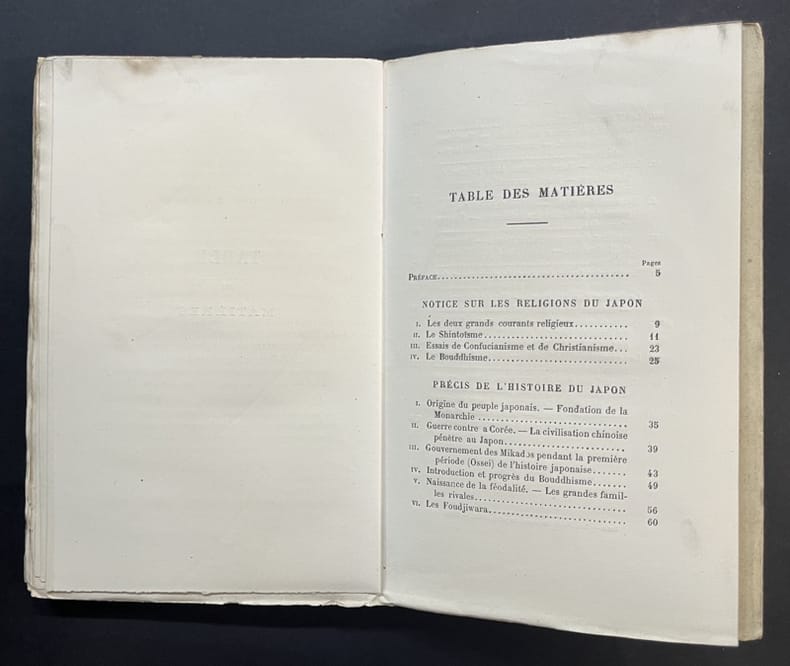 TABLE DES MATIÈRES
Pages
PRÉFACE........................................ 5
NOTICE SUR LES RELIGIONS DU JAPON
I. Les deux grands courants religieux........... 9
II. Le Shintoïsme............................. 11
III. Essais de Confucianisme et de Christianisme... 23
IV. Le Bouddhisme............................. 25
PRÉCIS DE L'HISTOIRE DU JAPON
I. Origine du peuple japonais. — Fondation de la
Monarchie............................... 35
II. Guerre contre a Corée. — La civilisation chinoise
pénètre au Japon......................... 39
III. Gouvernement des Mikados pendant la première
période (Osseï) de l'histoire japonaise....... 43
IV. Introduction et progrès du Bouddhisme....... 49
V. Naissance de la féodalité. — Les grandes famil-
les rivales................................ 56
VI. Les Foudjiwara........................... 60